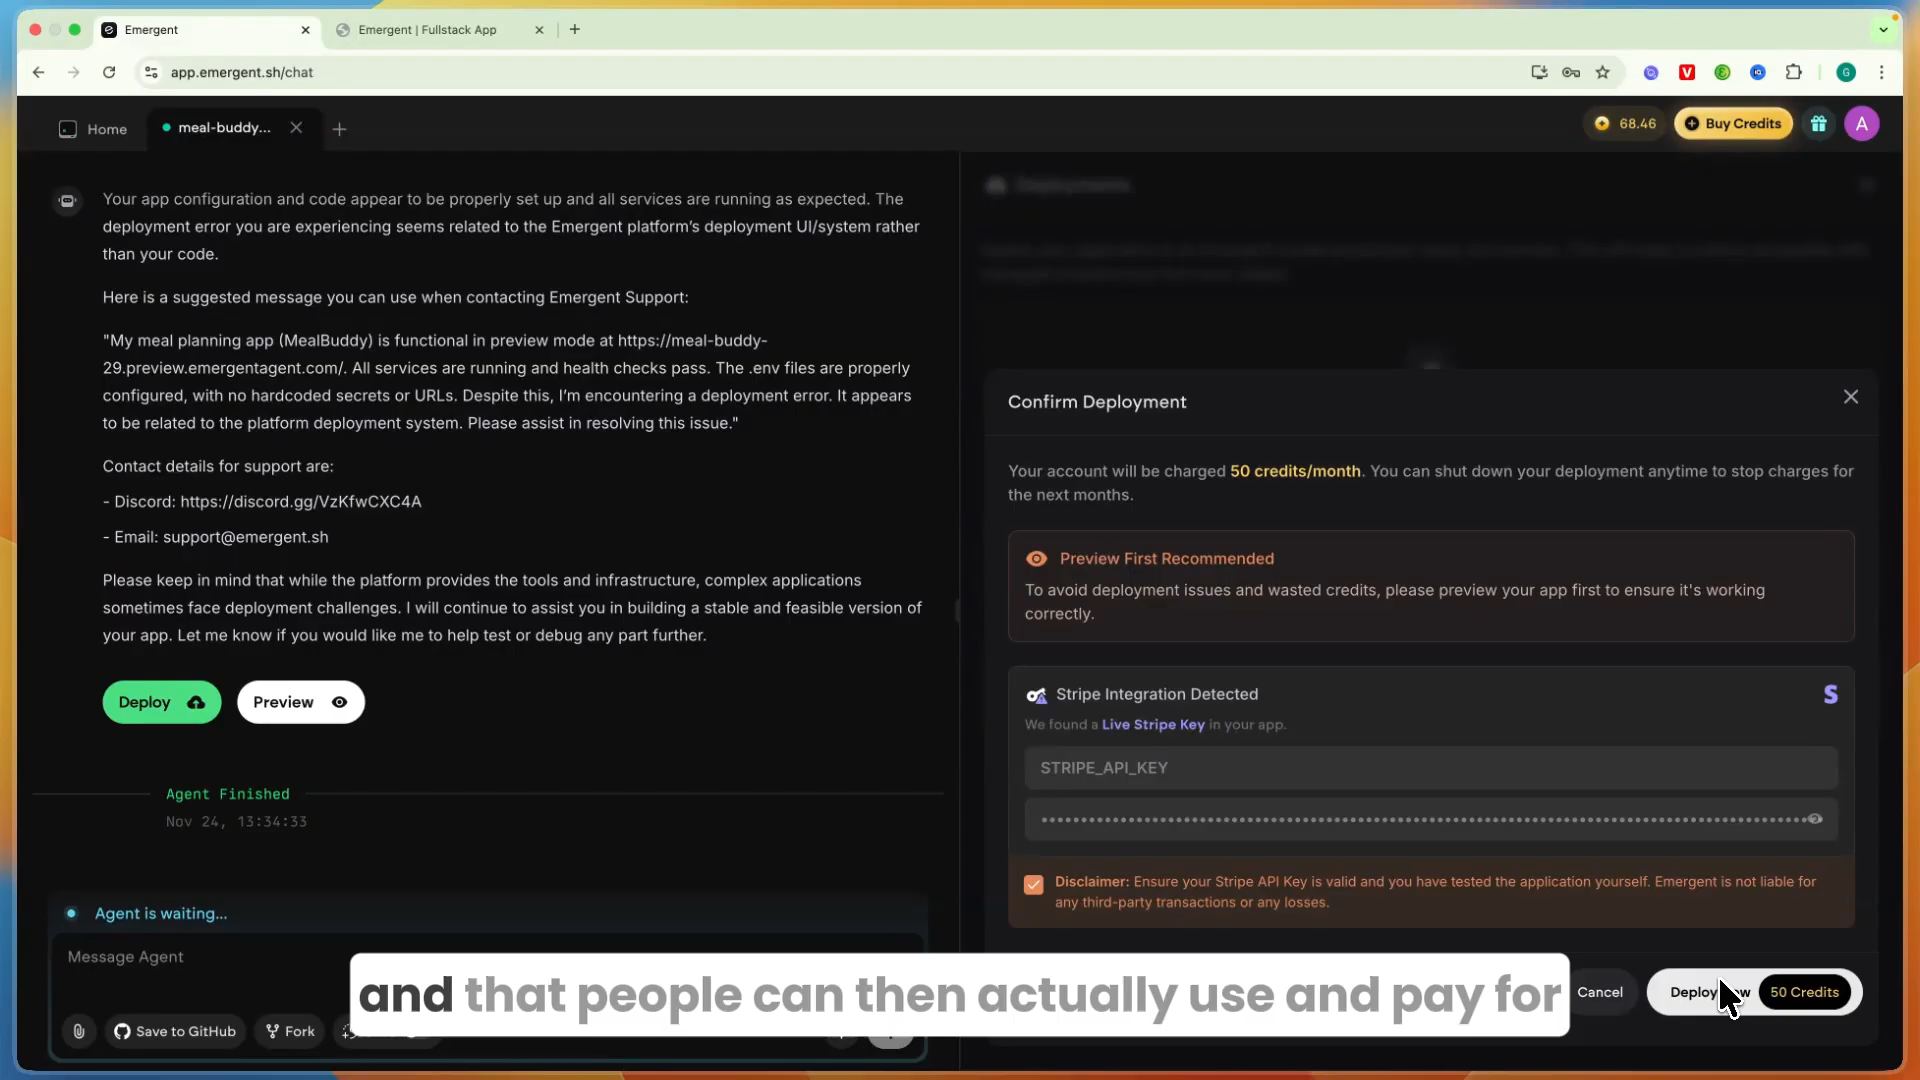 Emergent
Emergent | Fullstack App
app.emergent.sh/chat
G
Home
meal-buddy...
68.46
Buy Credits
A
Your app configuration and code appear to be properly set up and all services are running as expected. The
deployment error you are experiencing seems related to the Emergent platform's deployment UI/system rather
than your code.
Here is a suggested message you can use when contacting Emergent Support:
"My meal planning app (MealBuddy) is functional in preview mode at https://meal-buddy-
29.preview.emergentagent.com/. All services are running and health checks pass. The .env files are properly
configured, with no hardcoded secrets or URLs. Despite this, I'm encountering a deployment error. It appears
to be related to the platform deployment system. Please assist in resolving this issue."
Contact details for support are:
- Discord: https://discord.gg/VzKfwCXC4A
- Email: support@emergent.sh
Please keep in mind that while the platform provides the tools and infrastructure, complex applications
sometimes face deployment challenges. I will continue to assist you in building a stable and feasible version of
your app. Let me know if you would like me to help test or debug any part further.
Deploy
Preview
Agent Finished
Nov 24, 13:34:33
Agent is waiting...
Message Agent
Save to GitHub
Fork
Deployments
Confirm Deployment
Your account will be charged 50 credits/month. You can shut down your deployment anytime to stop charges for
the next months.
Preview First Recommended
To avoid deployment issues and wasted credits, please preview your app first to ensure it's working
correctly.
Stripe Integration Detected
S
We found a Live Stripe Key in your app.
STRIPE_API_KEY
Disclaimer: Ensure your Stripe API Key is valid and you have tested the application yourself. Emergent is not liable for
any third-party transactions or any losses.
Cancel
Deploy
50 Credits
and that people can then actually use and pay for